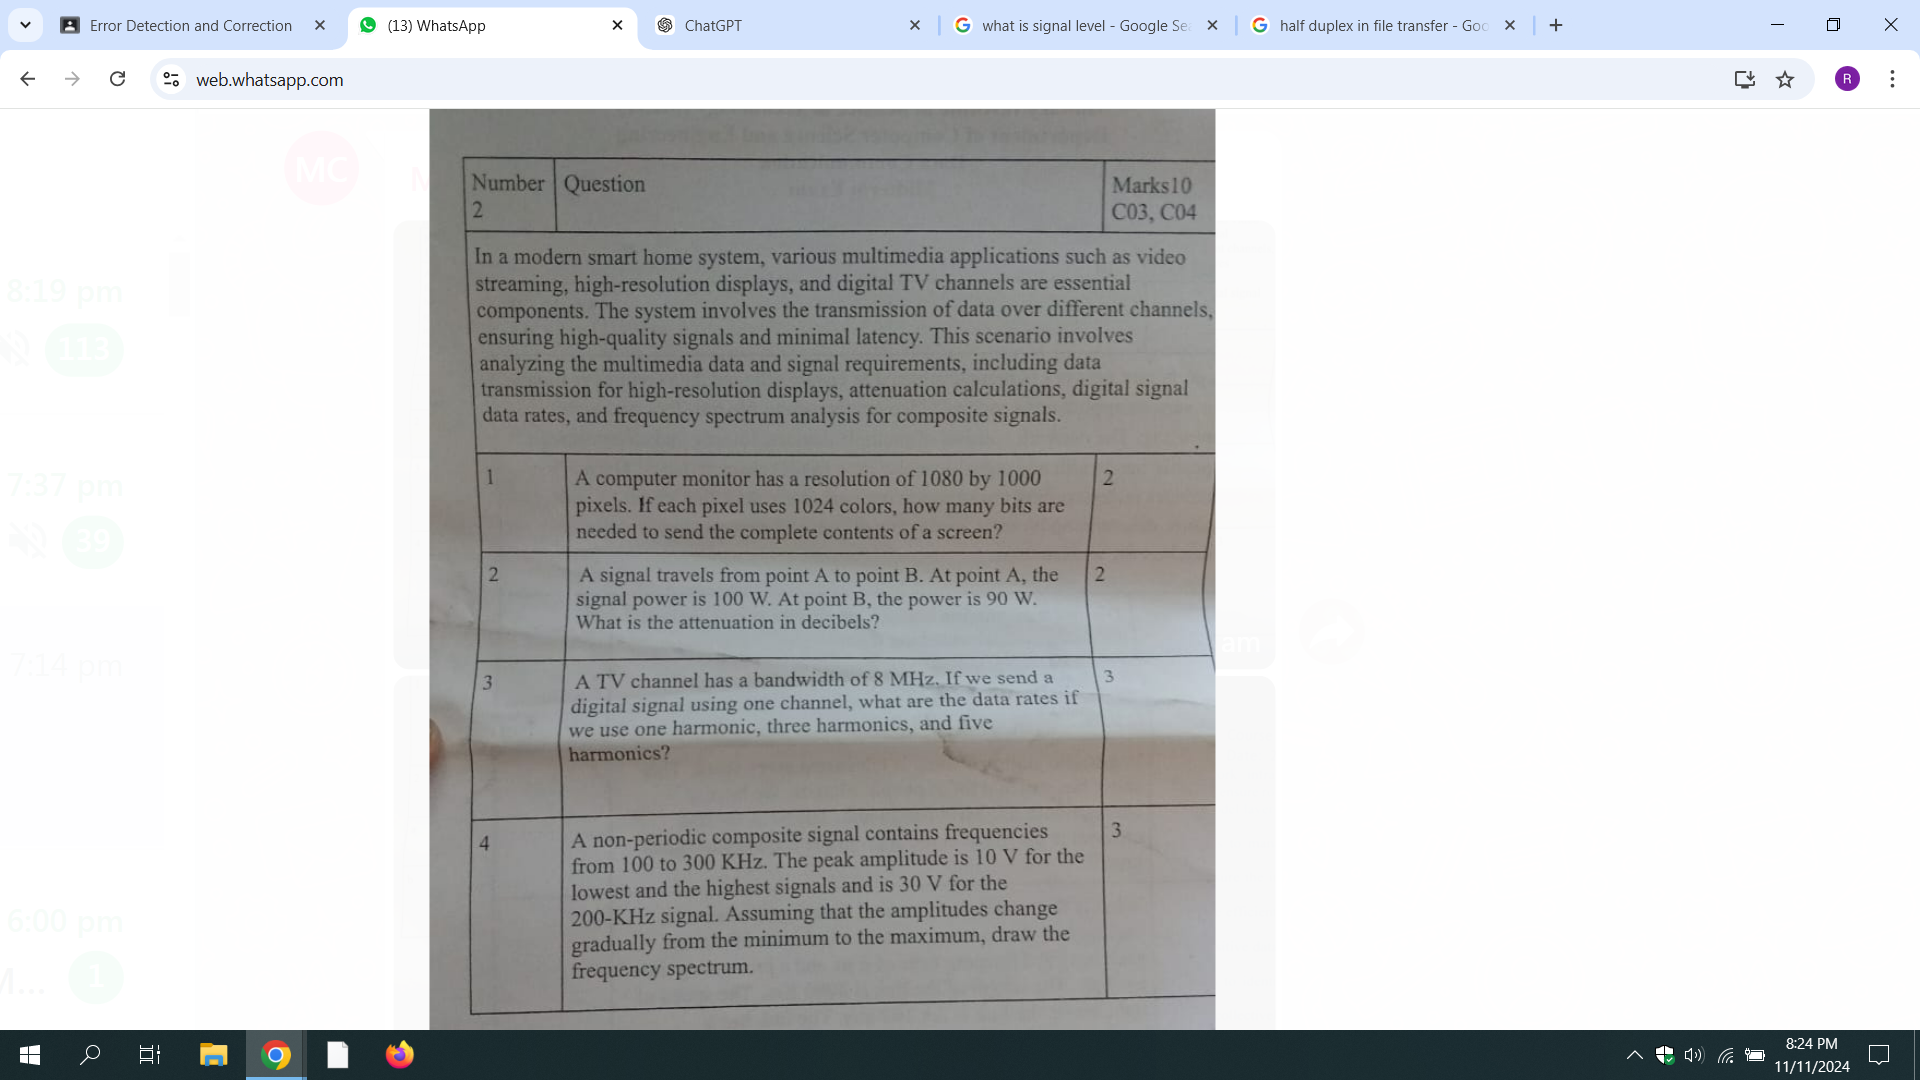 Error Detection and Correction
(13) WhatsApp
ChatGPT
what is signal level - Google Se
half duplex in file transfer - Goo
web.whatsapp.com
R
MC
8:19 pm
113
7:37 pm
39
7:14 pm
6:00 pm
1
am
Number Question Marks10
2 C03, C04
In a modern smart home system, various multimedia applications such as video
streaming, high-resolution displays, and digital TV channels are essential
components. The system involves the transmission of data over different channels,
ensuring high-quality signals and minimal latency. This scenario involves
analyzing the multimedia data and signal requirements, including data
transmission for high-resolution displays, attenuation calculations, digital signal
data rates, and frequency spectrum analysis for composite signals.
1 A computer monitor has a resolution of 1080 by 1000 2
pixels. If each pixel uses 1024 colors, how many bits are
needed to send the complete contents of a screen?
2 A signal travels from point A to point B. At point A, the 2
signal power is 100 W. At point B, the power is 90 W.
What is the attenuation in decibels?
3 A TV channel has a bandwidth of 8 MHz. If we send a 3
digital signal using one channel, what are the data rates if
we use one harmonic, three harmonics, and five
harmonics?
4 A non-periodic composite signal contains frequencies 3
from 100 to 300 KHz. The peak amplitude is 10 V for the
lowest and the highest signals and is 30 V for the
200-KHz signal. Assuming that the amplitudes change
gradually from the minimum to the maximum, draw the
frequency spectrum.
8:24 PM
11/11/2024